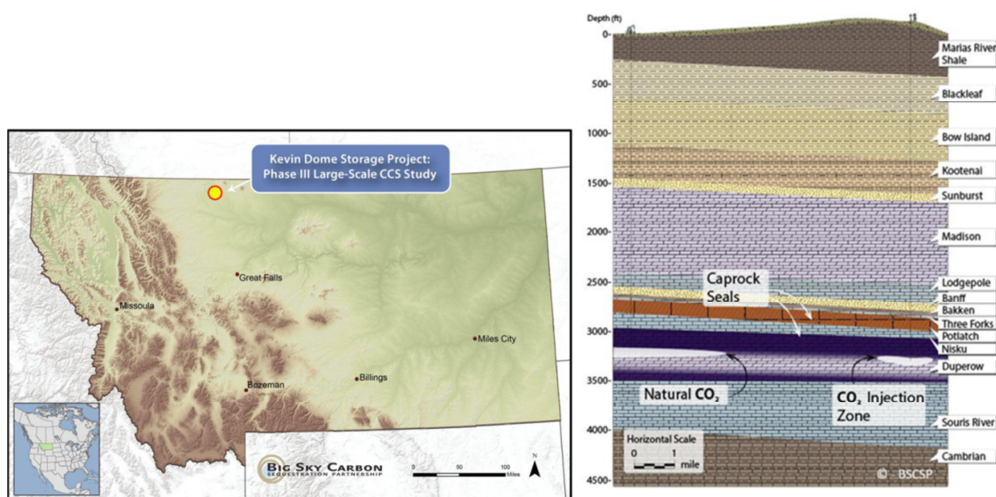 Kevin Dome Storage Project:
Phase III Large-Scale CCS Study
Great Falls
Missoula
Miles City
Billings
Bozeman
BIG SKY CARBON
SEQUESTRATION PARTNERSHIP
0 50 100
Miles
N
Depth (ft)
0
500
1000
1500
2000
2500
3000
3500
4000
4500
Marias River
Shale
Blackleaf
Bow Island
Kootenai
Sunburst
Madison
Lodgepole
Banff
Bakken
Three Forks
Potlatch
Nisku
Duperow
Souris River
Cambrian
Caprock
Seals
Natural CO₂
CO₂ Injection
Zone
Horizontal Scale
0 1
mile
© - BSCSP